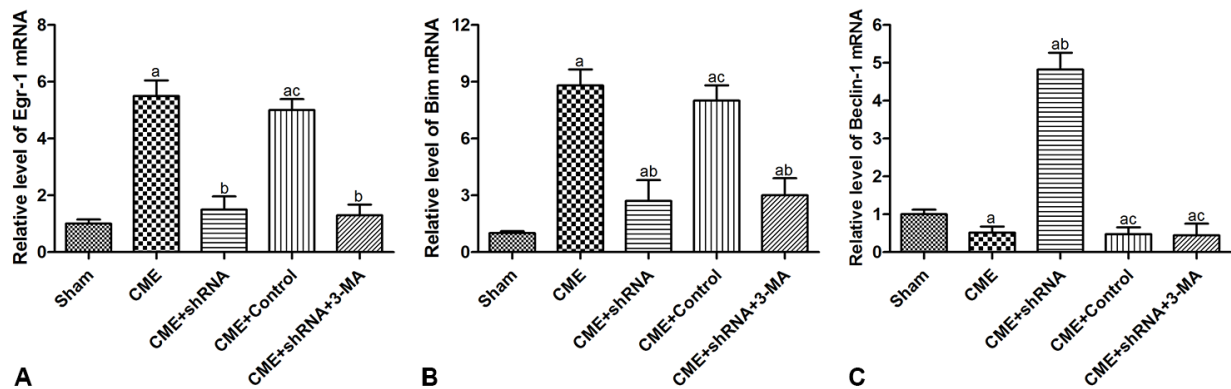 Relative level of Egr-1 mRNA
8
6
4
2
0
a
b
ac
b
Sham
CME
CME+shRNA
CME+Control
CME+shRNA+3-MA
A
Relative level of Bim mRNA
12
9
6
3
0
a
ab
ac
ab
Sham
CME
CME+shRNA
CME+Control
CME+shRNA+3-MA
B
Relative level of Beclin-1 mRNA
6
5
4
3
2
1
0
a
ab
ac
ac
Sham
CME
CME+shRNA
CME+Control
CME+shRNA+3-MA
C